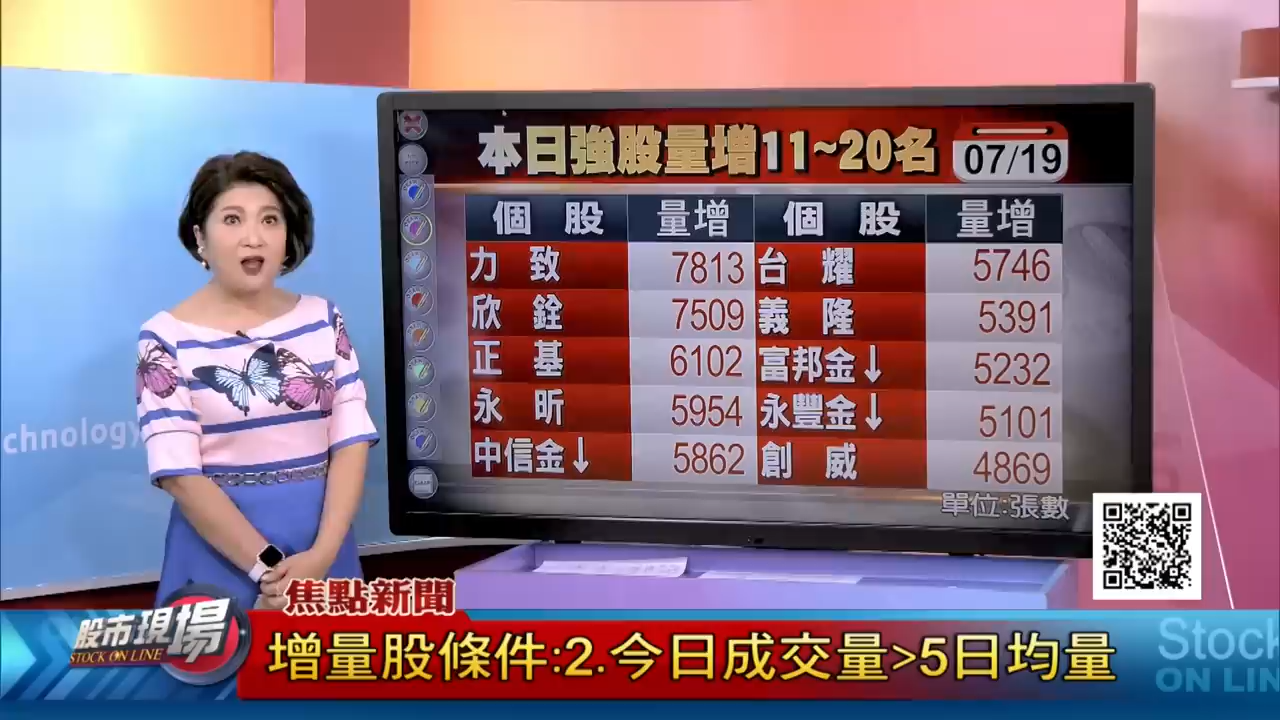 本日強股量增11~20名
07/19
個股 量增 個股 量增
力致 7813 台耀 5746
欣銓 7509 義隆 5391
正基 6102 富邦金↓ 5232
永昕 5954 永豐金↓ 5101
中信金↓ 5862 創威 4869
單位:張數
chnology
焦點新聞
股市現場
STOCK ON LINE
增量股條件:2.今日成交量>5日均量
Stock
ON LIN